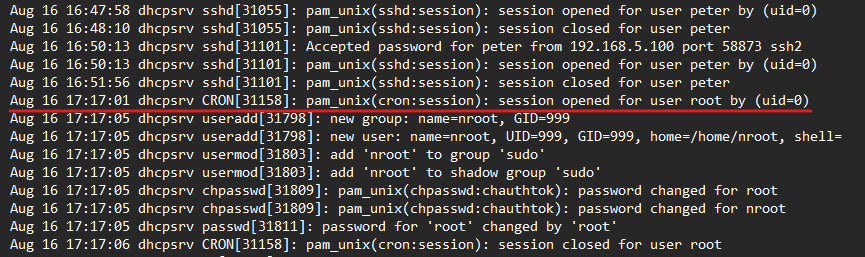 Aug 16 16:47:58 dhcpsrv sshd[31055]: pam_unix(sshd:session): session opened for user peter by (uid=0)
Aug 16 16:48:10 dhcpsrv sshd[31055]: pam_unix(sshd:session): session closed for user peter
Aug 16 16:50:13 dhcpsrv sshd[31101]: Accepted password for peter from 192.168.5.100 port 58873 ssh2
Aug 16 16:50:13 dhcpsrv sshd[31101]: pam_unix(sshd:session): session opened for user peter by (uid=0)
Aug 16 16:51:56 dhcpsrv sshd[31101]: pam_unix(sshd:session): session closed for user peter
Aug 16 17:17:01 dhcpsrv CRON[31158]: pam_unix(cron:session): session opened for user root by (uid=0)
Aug 16 17:17:05 dhcpsrv useradd[31798]: new group: name=nroot, GID=999
Aug 16 17:17:05 dhcpsrv useradd[31798]: new user: name=nroot, UID=999, GID=999, home=/home/nroot, shell=
Aug 16 17:17:05 dhcpsrv usermod[31803]: add 'nroot' to group 'sudo'
Aug 16 17:17:05 dhcpsrv usermod[31803]: add 'nroot' to shadow group 'sudo'
Aug 16 17:17:05 dhcpsrv chpasswd[31809]: pam_unix(chpasswd:chauthtok): password changed for root
Aug 16 17:17:05 dhcpsrv chpasswd[31809]: pam_unix(chpasswd:chauthtok): password changed for nroot
Aug 16 17:17:05 dhcpsrv passwd[31811]: password for 'root' changed by 'root'
Aug 16 17:17:06 dhcpsrv CRON[31158]: pam_unix(cron:session): session closed for user root